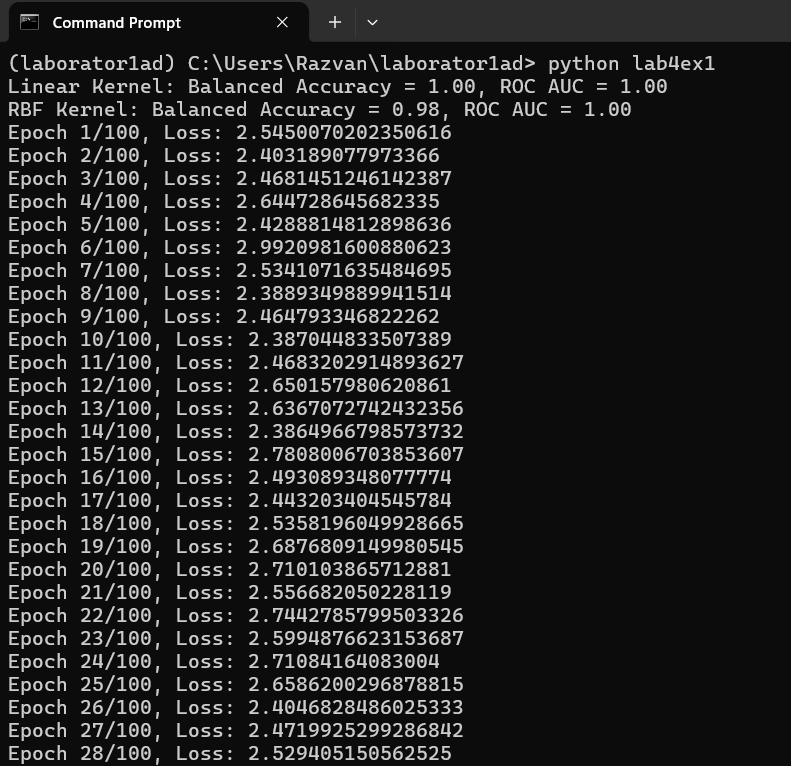 Command Prompt
(laborator1ad) C:\Users\Razvan\laborator1ad> python lab4ex1
Linear Kernel: Balanced Accuracy = 1.00, ROC AUC = 1.00
RBF Kernel: Balanced Accuracy = 0.98, ROC AUC = 1.00
Epoch 1/100, Loss: 2.5450070202350616
Epoch 2/100, Loss: 2.403189077973366
Epoch 3/100, Loss: 2.4681451246142387
Epoch 4/100, Loss: 2.644728645682335
Epoch 5/100, Loss: 2.4288814812898636
Epoch 6/100, Loss: 2.9920981600880623
Epoch 7/100, Loss: 2.5341071635484695
Epoch 8/100, Loss: 2.3889349889941514
Epoch 9/100, Loss: 2.464793346822262
Epoch 10/100, Loss: 2.387044833507389
Epoch 11/100, Loss: 2.4683202914893627
Epoch 12/100, Loss: 2.650157980620861
Epoch 13/100, Loss: 2.6367072742432356
Epoch 14/100, Loss: 2.3864966798573732
Epoch 15/100, Loss: 2.7808006703853607
Epoch 16/100, Loss: 2.493089348077774
Epoch 17/100, Loss: 2.443203404545784
Epoch 18/100, Loss: 2.5358196049928665
Epoch 19/100, Loss: 2.6876809149980545
Epoch 20/100, Loss: 2.710103865712881
Epoch 21/100, Loss: 2.556682050228119
Epoch 22/100, Loss: 2.7442785799503326
Epoch 23/100, Loss: 2.5994876623153687
Epoch 24/100, Loss: 2.71084164083004
Epoch 25/100, Loss: 2.6586200296878815
Epoch 26/100, Loss: 2.4046828486025333
Epoch 27/100, Loss: 2.4719925299286842
Epoch 28/100, Loss: 2.529405150562525